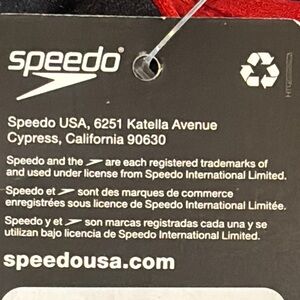 speedo
Speedo USA, 6251 Katella Avenue
Cypress, California 90630
Speedo and the are each registered trademarks of
and used under license from Speedo International Limited.
Speedo et sont des marques de commerce
enregistrées sous licence de Speedo International Limitée.
Speedo y et son marcas registradas cada una y se
utilizan bajo licencia de Speedo International Limited.
speedousa.com